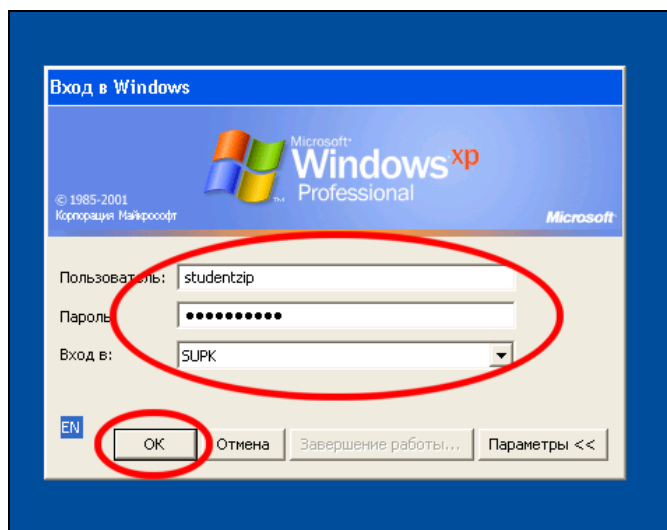 Вход в Windows
Microsoft
Windows xp
Professional
© 1985-2001
Корпорация Майкрософт
Microsoft
Пользователь: studentzip
Пароль: ●●●●●●●●●●
Вход в: SUPK
EN
ОК Отмена Завершение работы... Параметры <<